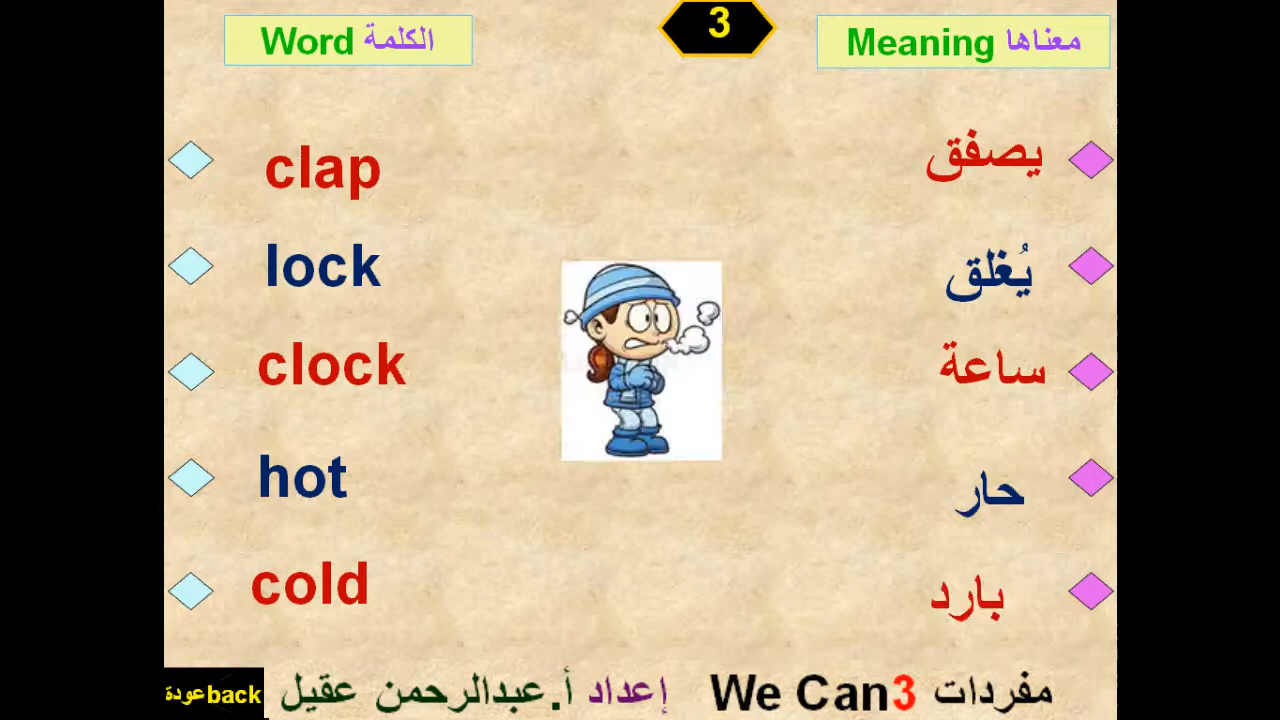 Word الكلمة
3
Meaning معناها
clap يصفق
lock يُغلق
clock ساعة
hot حار
cold بارد
مفردات We Can3 إعداد أ.عبدالرحمن عقيل
عودة back